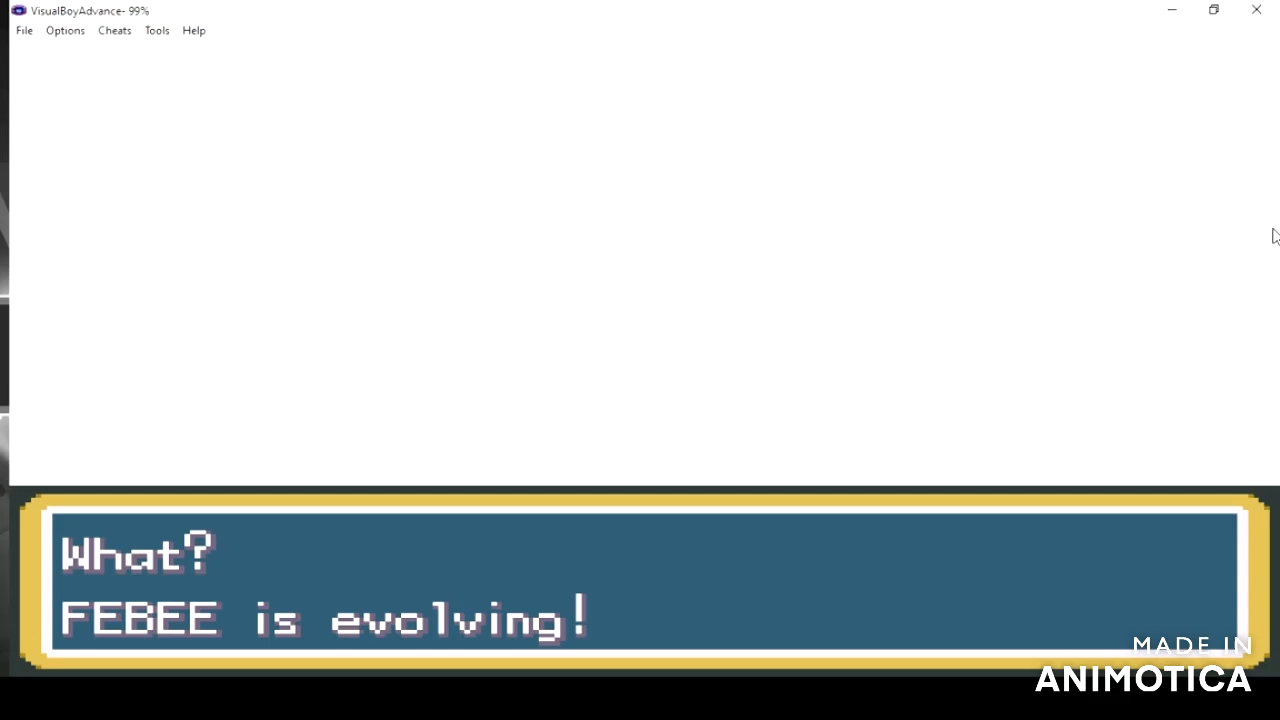 VisualBoyAdvance- 99%
File Options Cheats Tools Help
What?
FEBEE is evolving!
MADE IN
ANIMOTICA